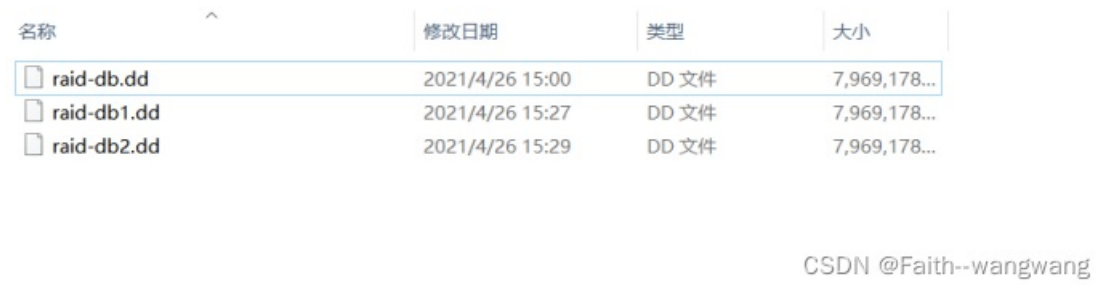 名称 修改日期 类型 大小
raid-db.dd 2021/4/26 15:00 DD 文件 7,969,178...
raid-db1.dd 2021/4/26 15:27 DD 文件 7,969,178...
raid-db2.dd 2021/4/26 15:29 DD 文件 7,969,178...
CSDN @Faith--wangwang